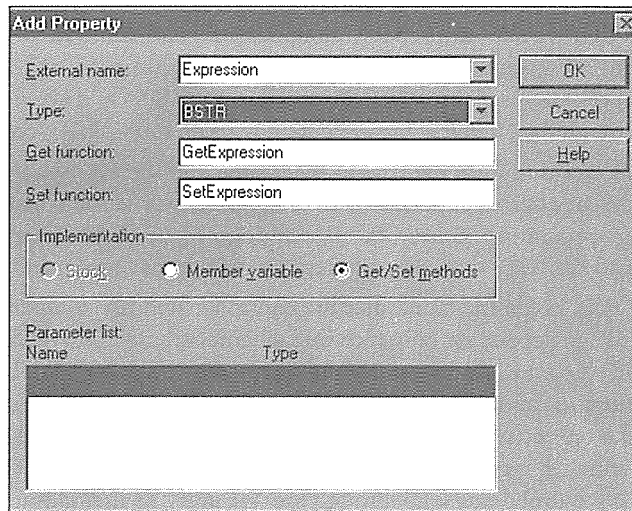 Add Property
External name: Expression
OK
Type: BSTR
Cancel
Get function: GetExpression
Help
Set function: SetExpression
Implementation
Stock Member variable Get/Set methods
Parameter list:
Name Type